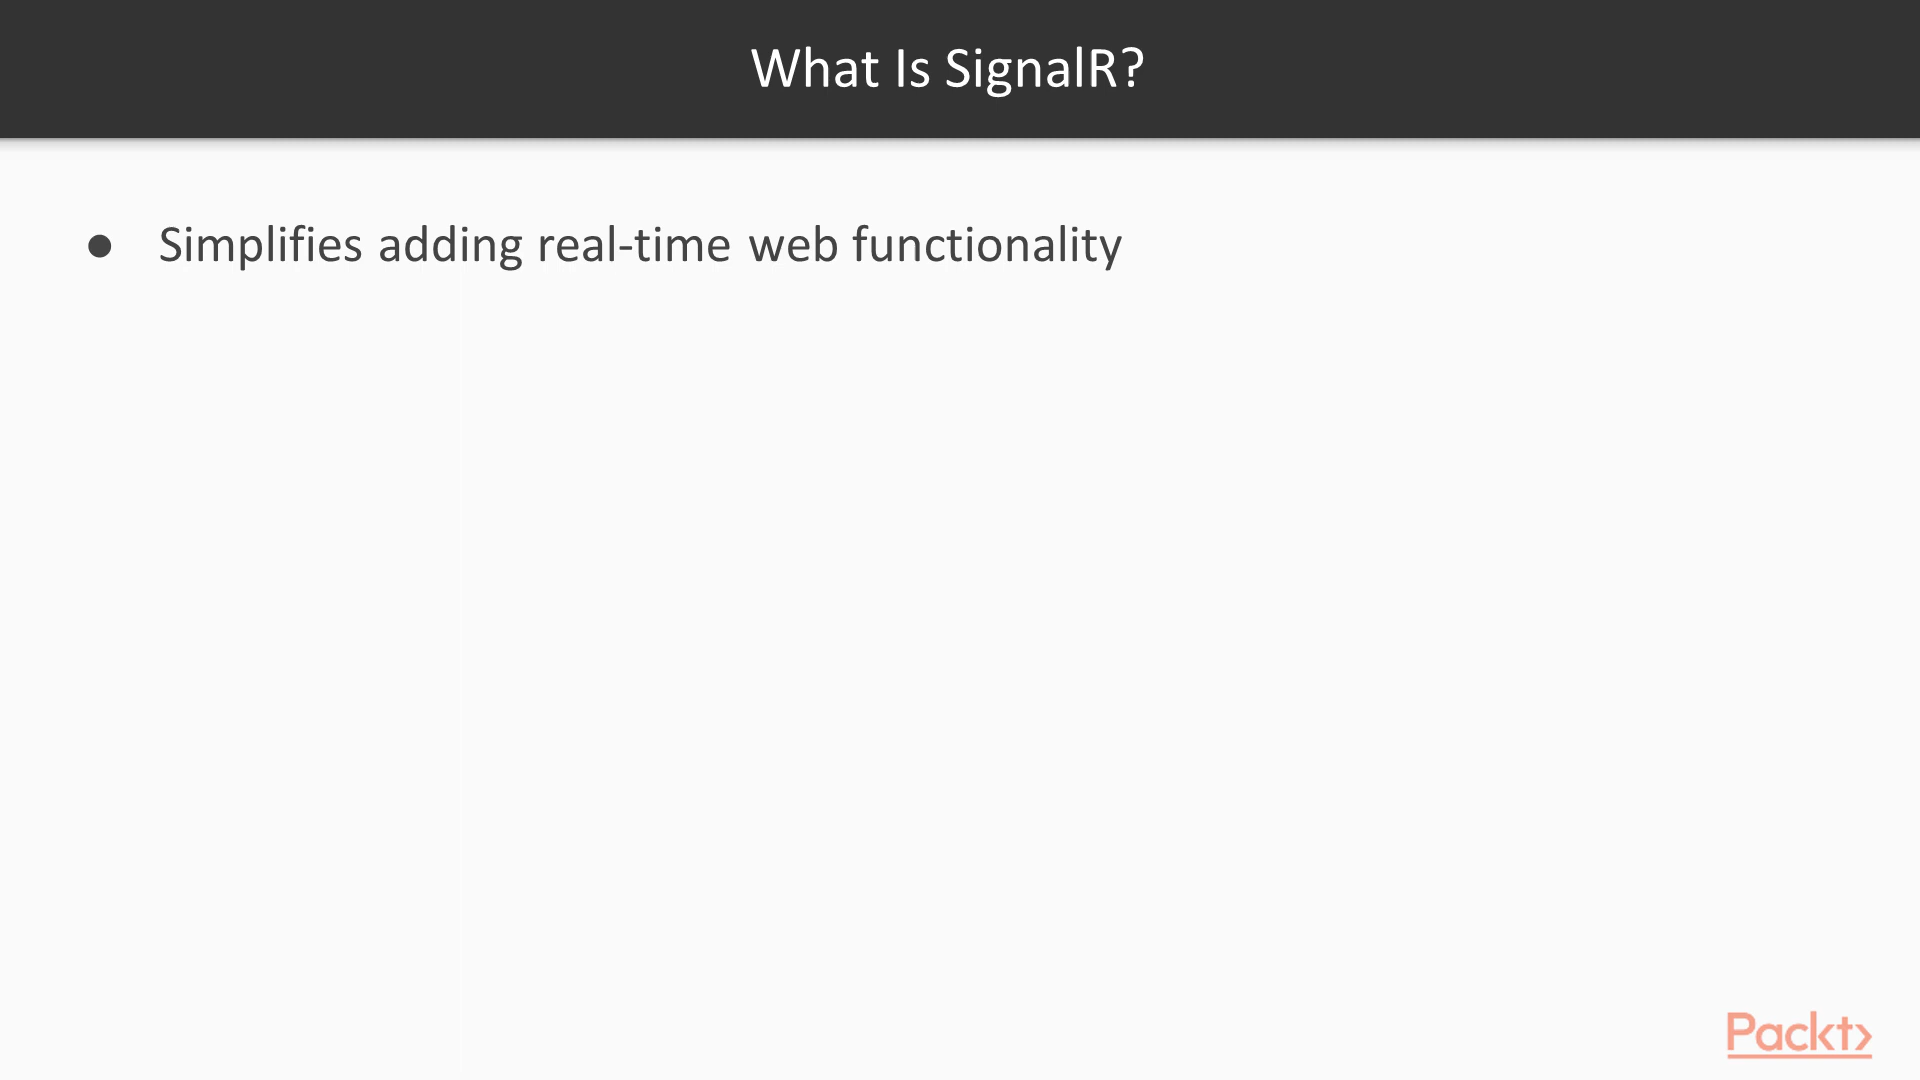 What Is SignalR?
● Simplifies adding real-time web functionality
Packt>